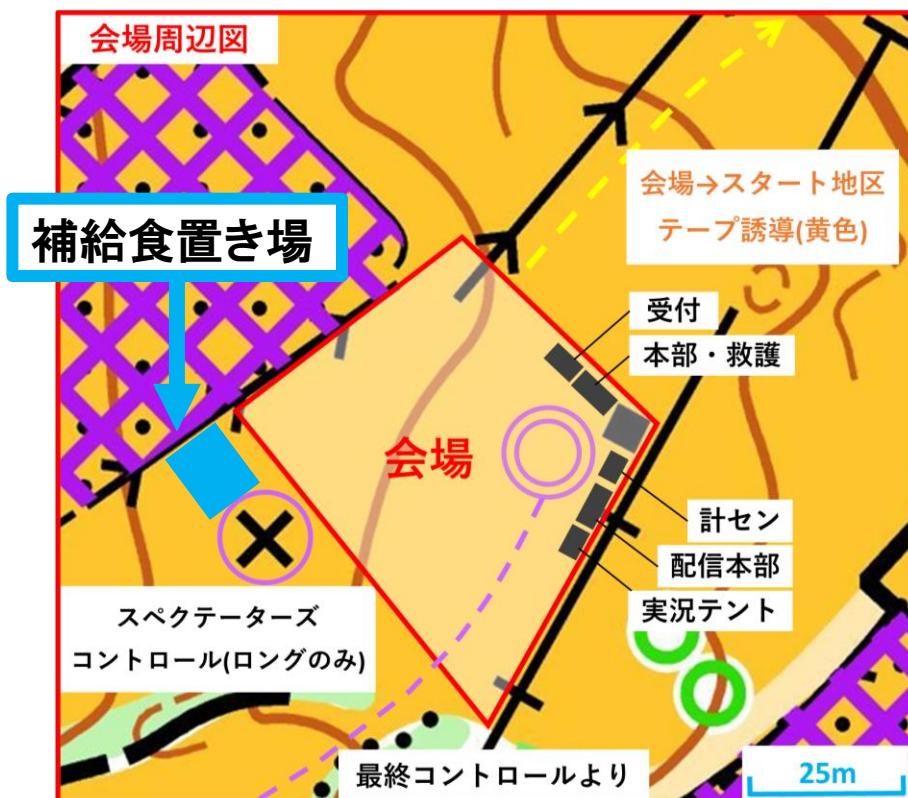 会場周辺図
補給食置き場
会場→スタート地区
テープ誘導(黄色)
受付
本部・救護
会場
計セン
配信本部
実況テント
スペクテーターズ
コントロール(ロングのみ)
最終コントロールより
25m